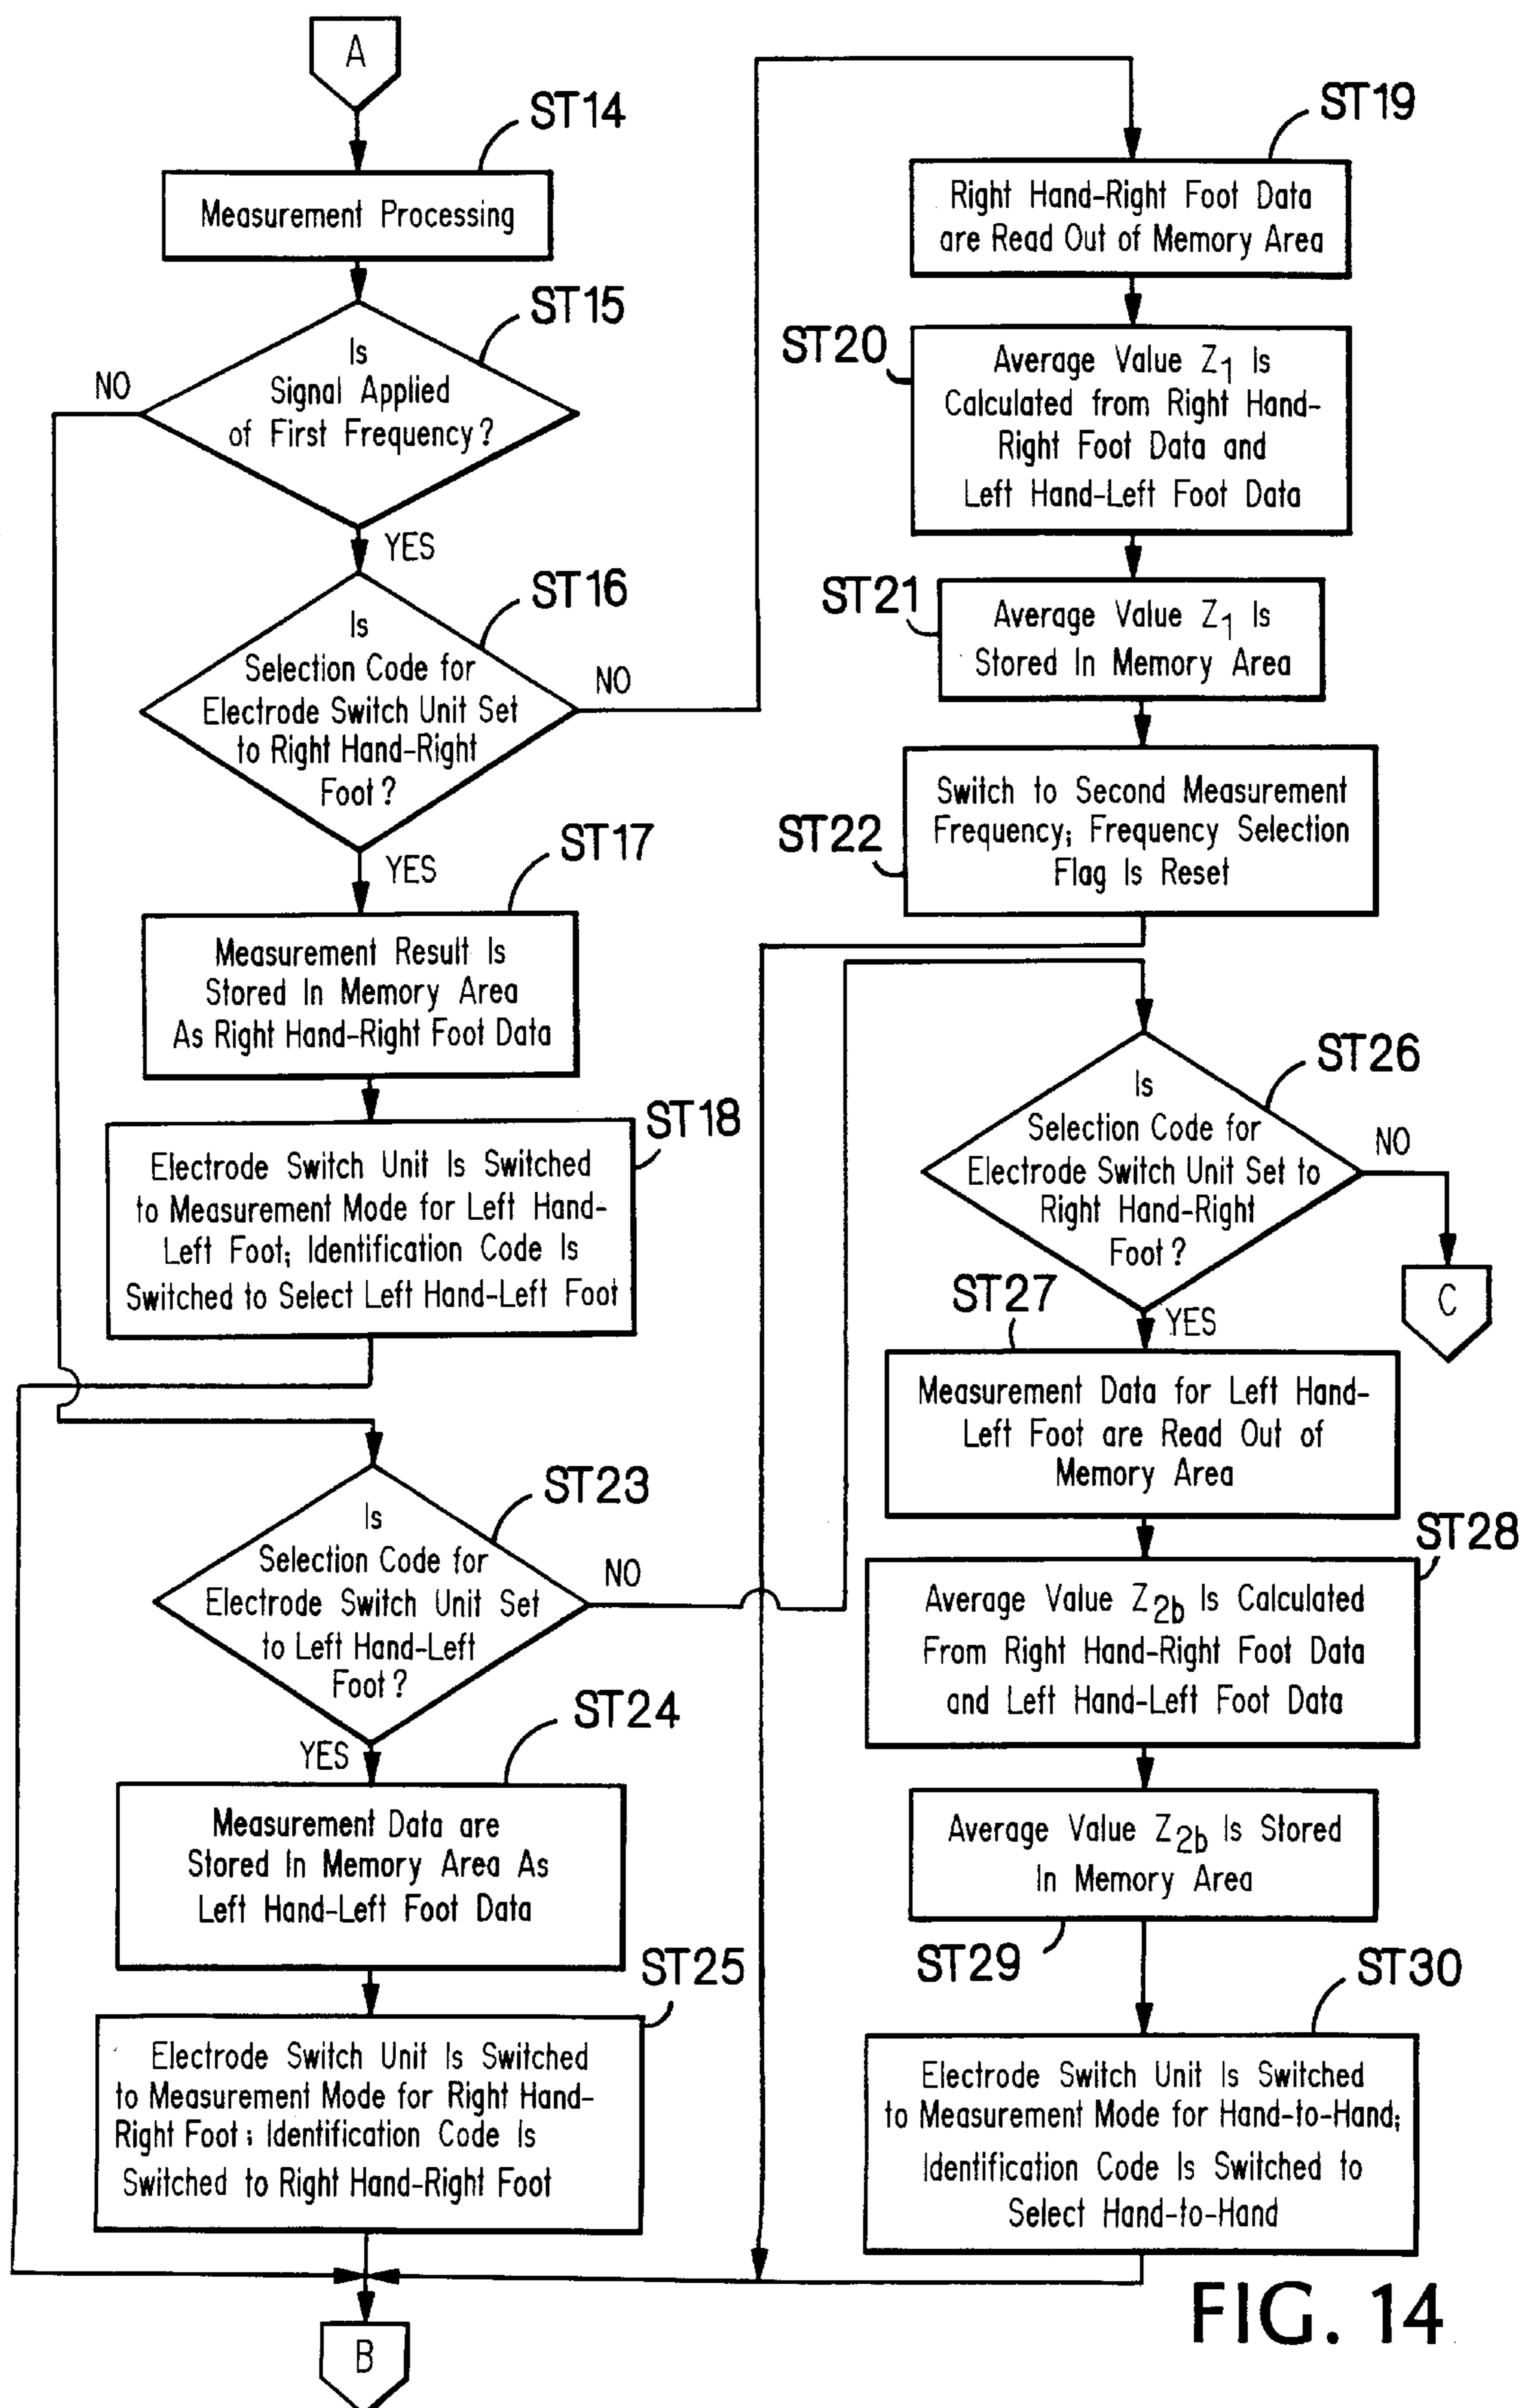 A
ST14
Measurement Processing
ST15
Is
Signal Applied
of First Frequency?
NO
YES
ST16
Is
Selection Code for
Electrode Switch Unit Set
to Right Hand-Right
Foot?
NO
YES
ST17
Measurement Result Is
Stored In Memory Area
As Right Hand-Right Foot Data
ST18
Electrode Switch Unit Is Switched
to Measurement Mode for Left Hand-
Left Foot; Identification Code Is
Switched to Select Left Hand-Left Foot
ST23
Is
Selection Code for
Electrode Switch Unit Set
to Left Hand-Left
Foot?
NO
YES
ST24
Measurement Data are
Stored In Memory Area As
Left Hand-Left Foot Data
ST25
Electrode Switch Unit Is Switched
to Measurement Mode for Right Hand-
Right Foot; Identification Code Is
Switched to Right Hand-Right Foot
B
ST19
Right Hand-Right Foot Data
are Read Out of Memory Area
ST20
Average Value Z1 Is
Calculated from Right Hand-
Right Foot Data and
Left Hand-Left Foot Data
ST21
Average Value Z1 Is
Stored In Memory Area
ST22
Switch to Second Measurement
Frequency; Frequency Selection
Flag Is Reset
ST26
Is
Selection Code for
Electrode Switch Unit Set to
Right Hand-Right
Foot?
NO
C
YES
ST27
Measurement Data for Left Hand-
Left Foot are Read Out of
Memory Area
ST28
Average Value Z2b Is Calculated
From Right Hand-Right Foot Data
and Left Hand-Left Foot Data
Average Value Z2b Is Stored
In Memory Area
ST29
ST30
Electrode Switch Unit Is Switched
to Measurement Mode for Hand-to-Hand;
Identification Code Is Switched to
Select Hand-to-Hand
FIG. 14